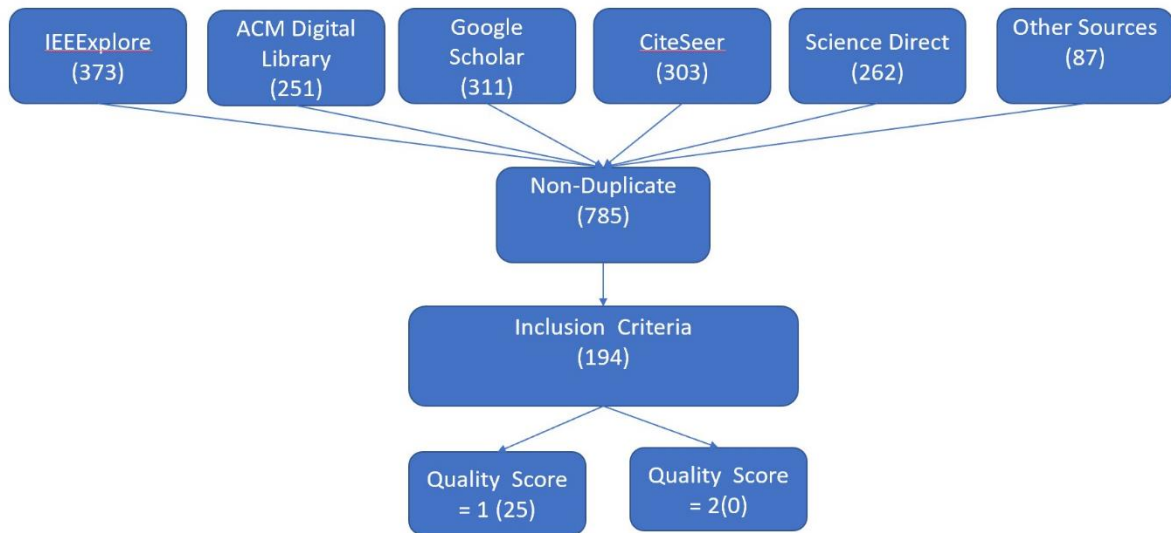 IEEExplore
(373)
ACM Digital
Library
(251)
Google
Scholar
(311)
CiteSeer
(303)
Science Direct
(262)
Other Sources
(87)
Non-Duplicate
(785)
Inclusion Criteria
(194)
Quality Score
= 1 (25)
Quality Score
= 2(0)